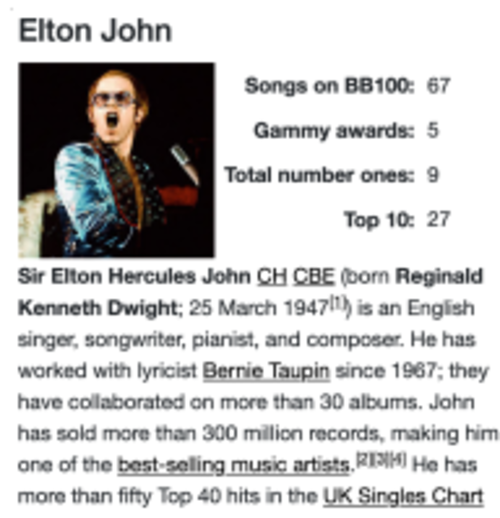 Elton John
Songs on BB100: 67
Gammy awards: 5
Total number ones: 9
Top 10: 27
Sir Elton Hercules John CH CBE (born Reginald
Kenneth Dwight; 25 March 1947[1]) is an English
singer, songwriter, pianist, and composer. He has
worked with lyricist Bernie Taupin since 1967; they
have collaborated on more than 30 albums. John
has sold more than 300 million records, making him
one of the best-selling music artists.[2][3][4] He has
more than fifty Top 40 hits in the UK Singles Chart